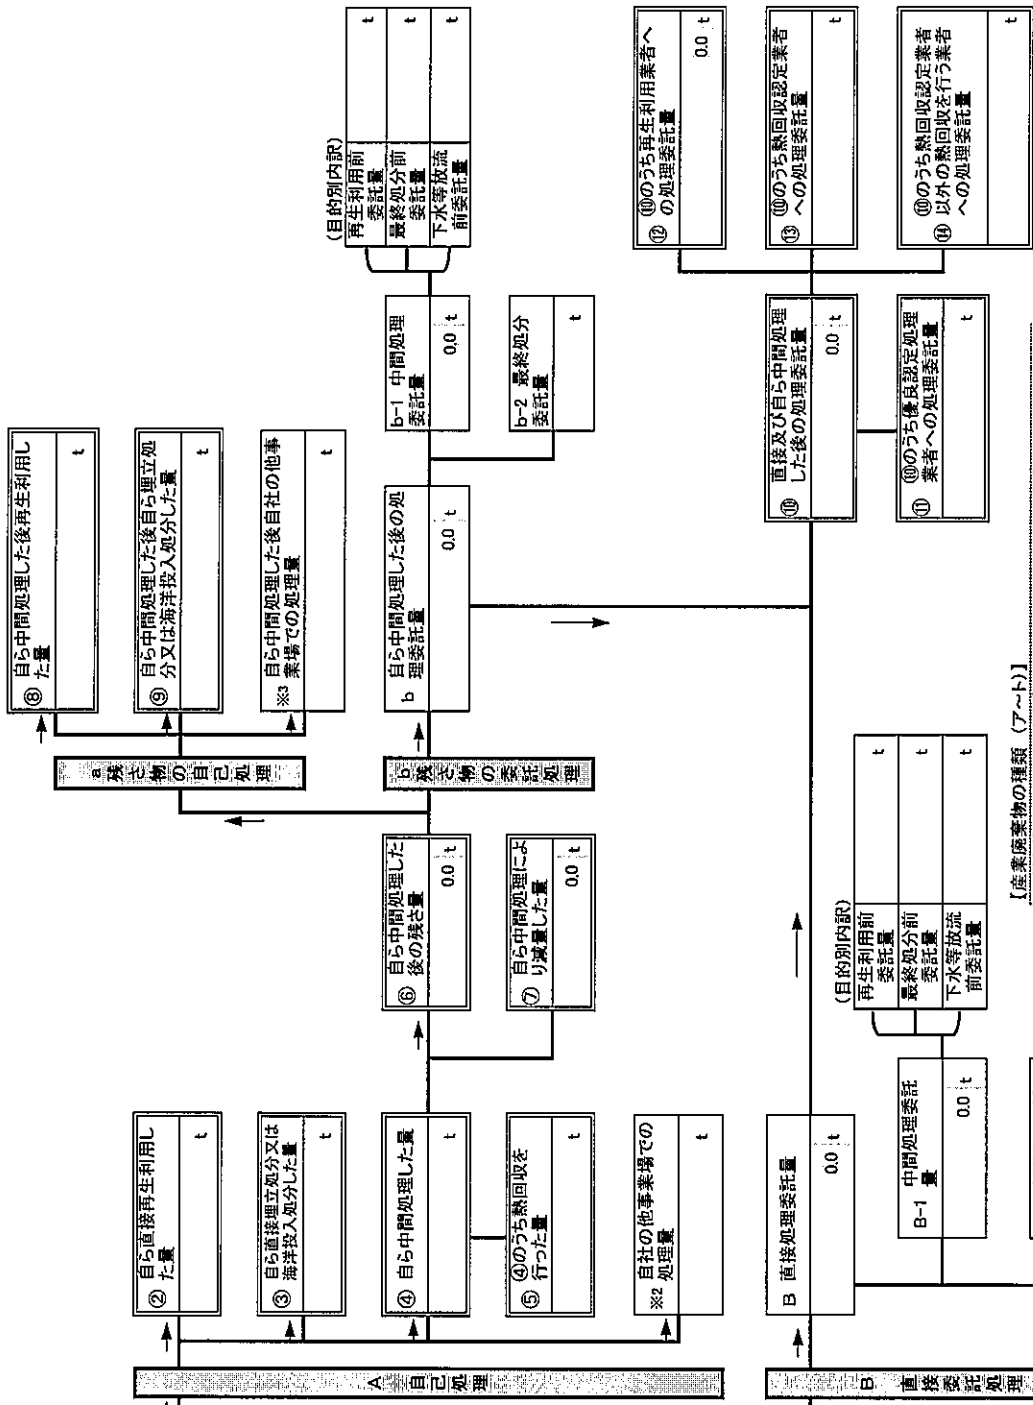 A 自己処理
② 自ら直接再生利用し
た量
t
③ 自ら直接埋立処分又は
海洋投入処分した量
t
④ 自ら中間処理した量
t
⑤ ④のうち熱回収を
行った量
t
※2 自社の他事業場での
処理量
t
⑥ 自ら中間処理した
後の残さ量
0.0 t
⑦ 自ら中間処理によ
り減量した量
0.0 t
a 残さ物の自己処理
⑧ 自ら中間処理した後再生利用し
た量
t
⑨ 自ら中間処理した後自ら埋立処
分又は海洋投入処分した量
t
※3 自ら中間処理した後自社の他事
業場での処理量
t
b 残さ物の委託処理
b 自ら中間処理した後の処
理委託量
0.0 t
b-1 中間処理
委託量
0.0 t
b-2 最終処分
委託量
t
(目的別内訳)
再生利用前
委託量
t
最終処分前
委託量
t
下水等放流
前委託量
t
B 直接委託処理
B 直接処理委託量
0.0 t
B-1 中間処理委託
量
0.0 t
(目的別内訳)
再生利用前
委託量
t
最終処分前
委託量
t
下水等放流
前委託量
t
⑩ 直接及び自ら中間処理
した後の処理委託量
0.0 t
⑪ ⑩のうち優良認定処理
業者への処理委託量
t
⑫ ⑩のうち再生利用業者へ
の処理委託量
0.0 t
⑬ ⑩のうち熱回収認定業者
への処理委託量
t
⑭ ⑩のうち熱回収認定業者
以外の熱回収を行う業者
への処理委託量
t
【産業廃棄物の種類 (ア～ト)】